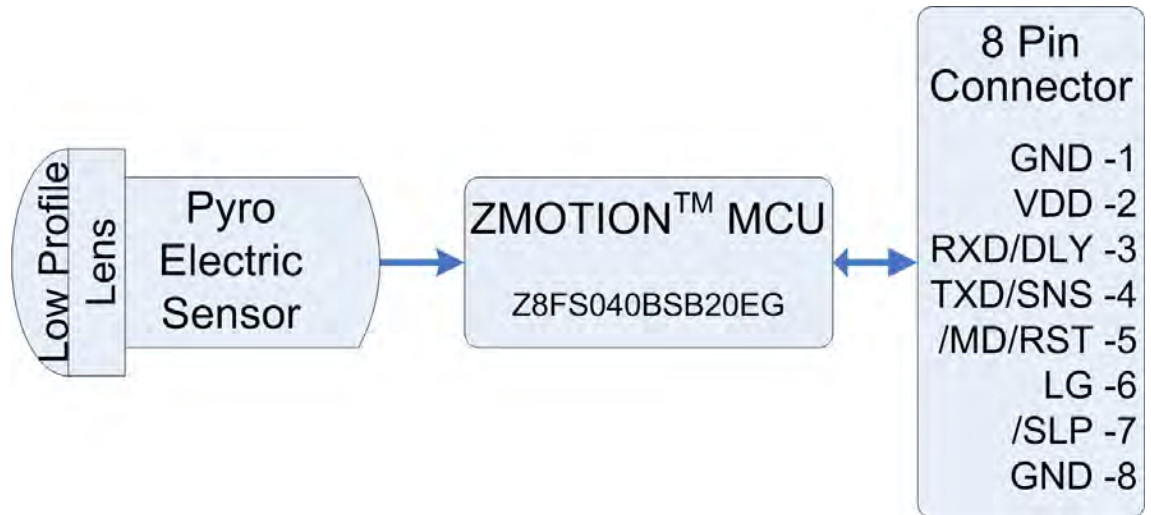 Low Profile
Lens
Pyro
Electric
Sensor
ZMOTION™ MCU
Z8FS040BSB20EG
8 Pin
Connector
GND -1
VDD -2
RXD/DLY -3
TXD/SNS -4
/MD/RST -5
LG -6
/SLP -7
GND -8